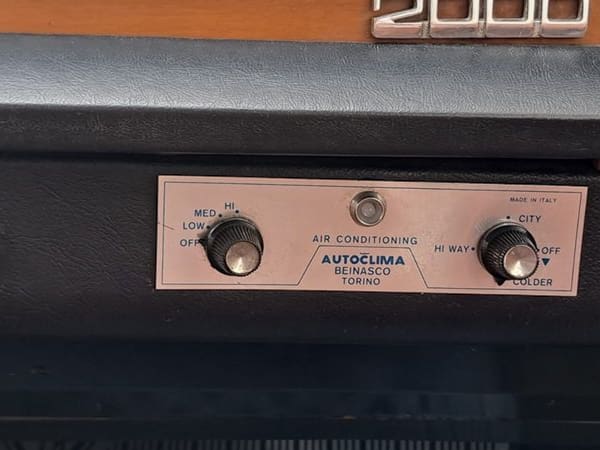 2000
MADE IN ITALY
HI
MED
LOW
OFF
AIR CONDITIONING
AUTOCLIMA
BEINASCO
TORINO
CITY
HI WAY
OFF
COLDER